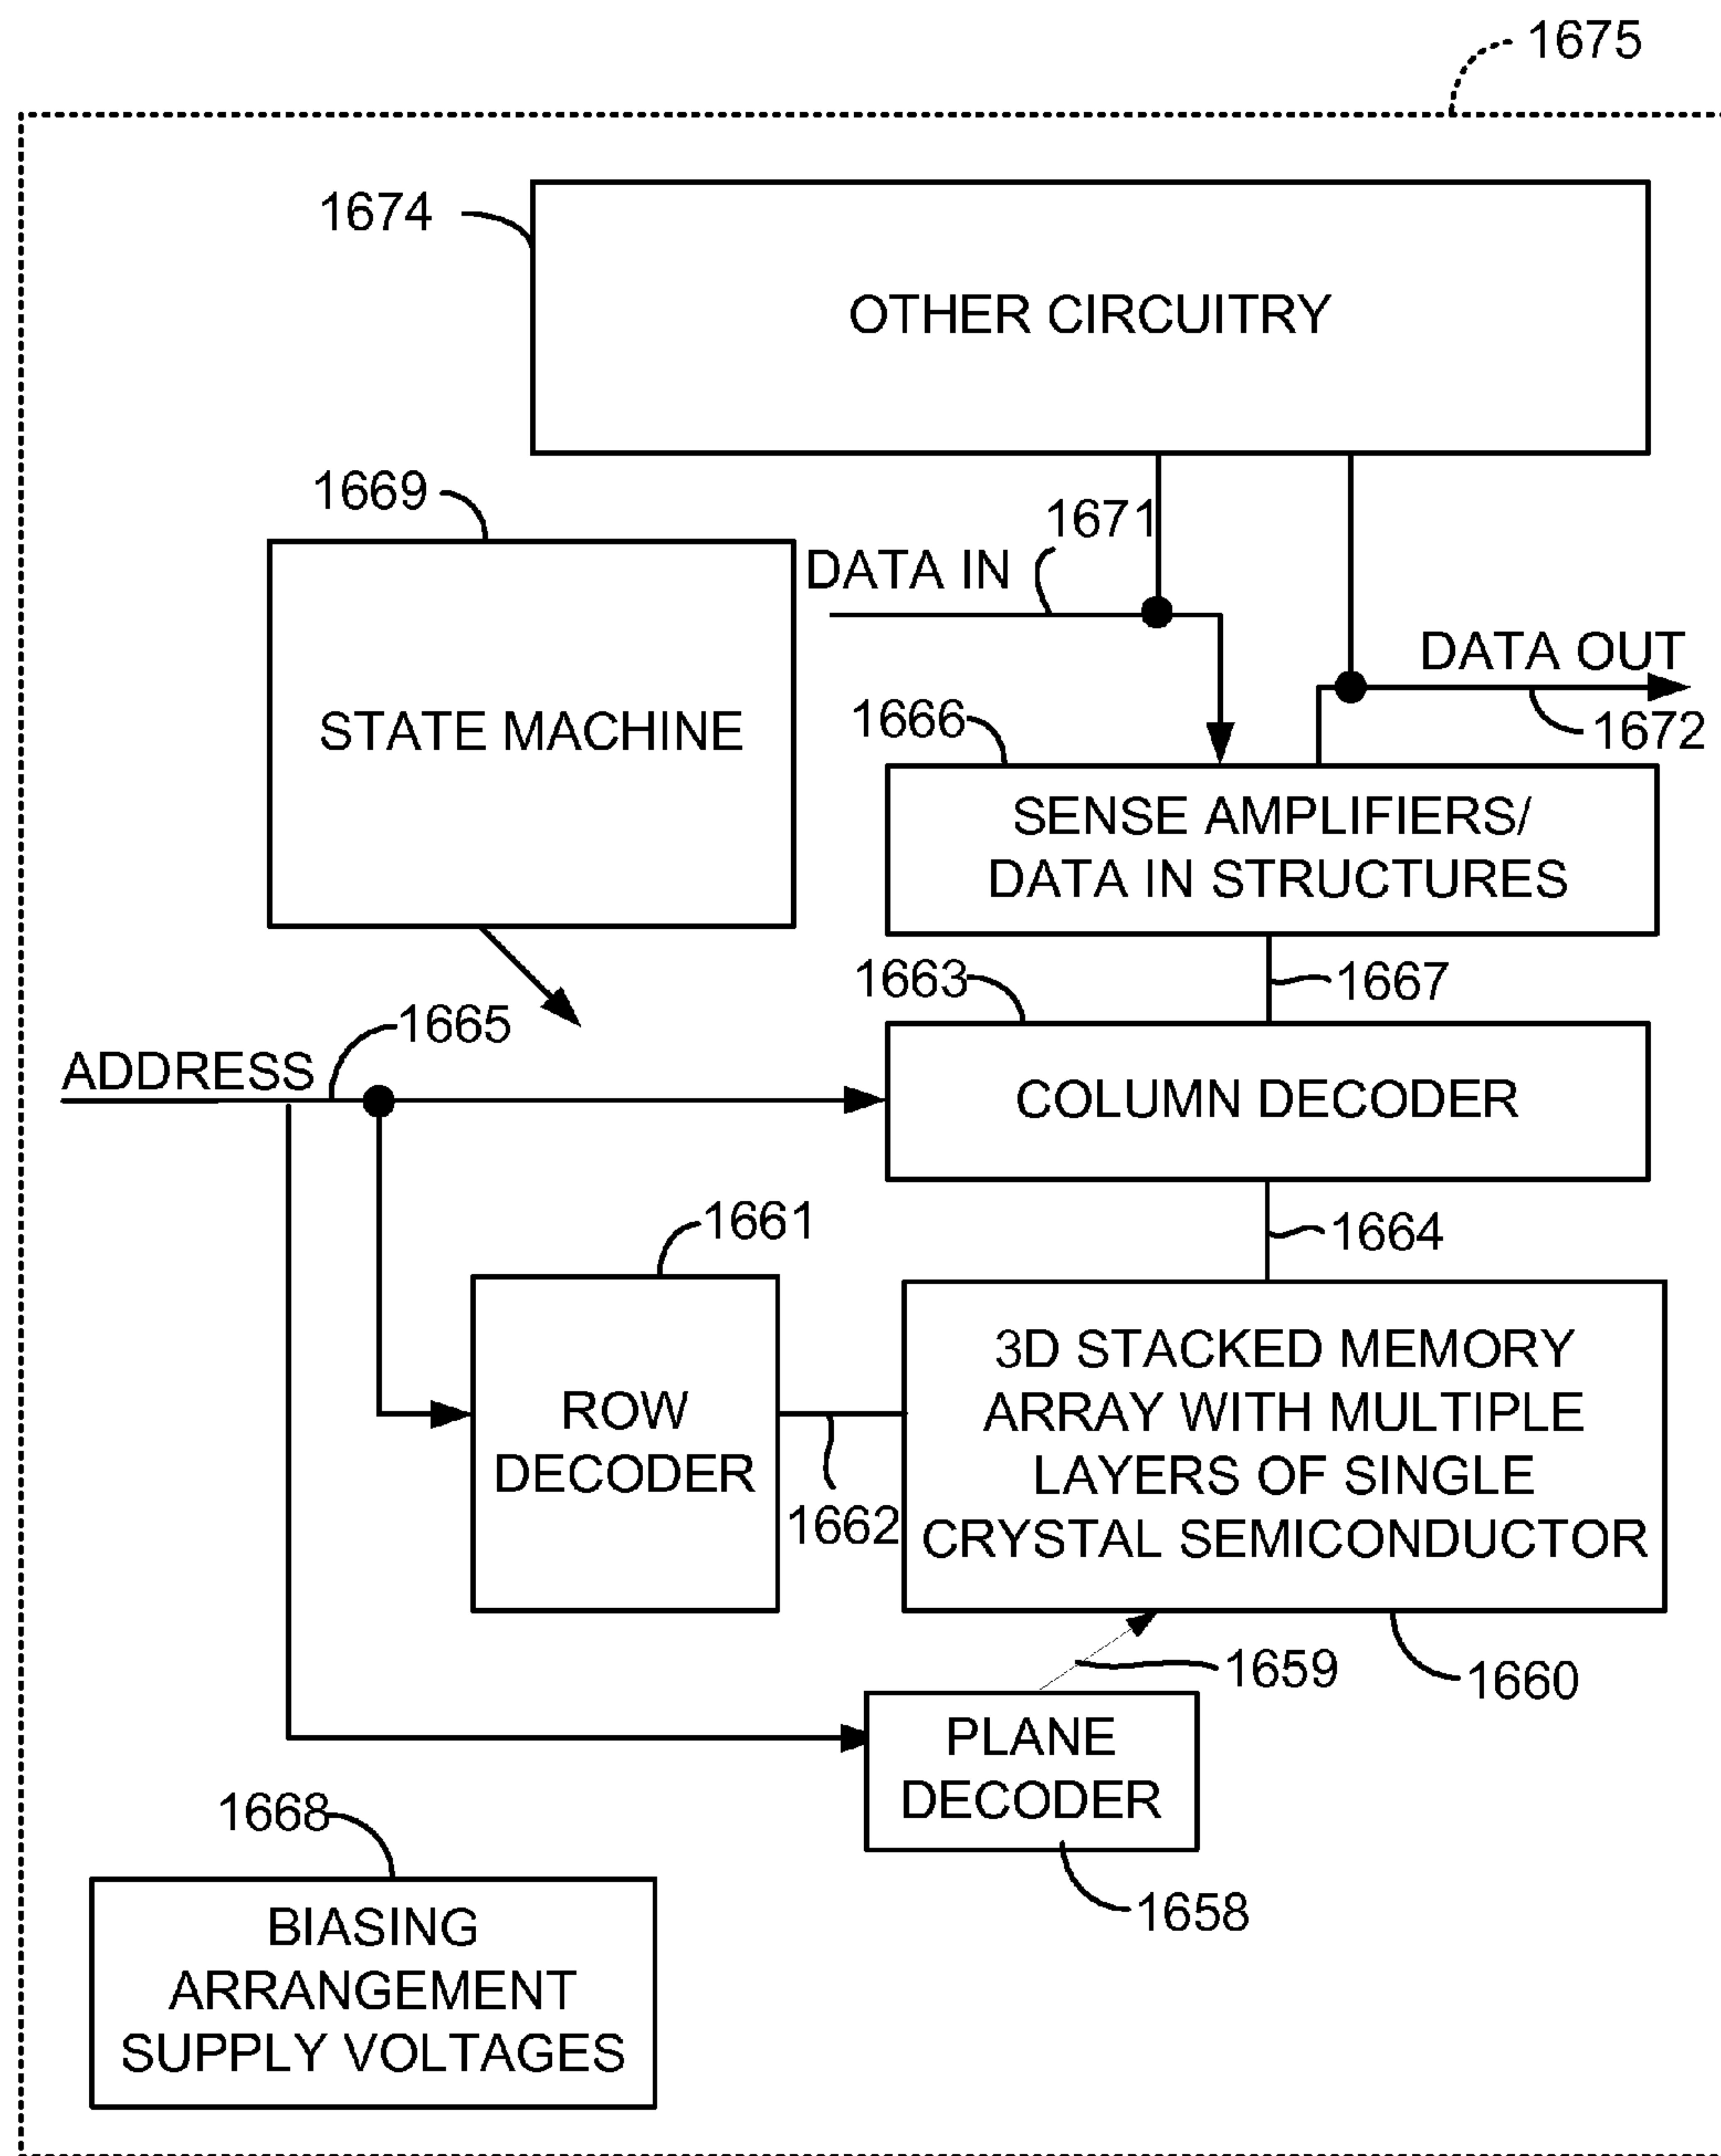 1675
1674
OTHER CIRCUITRY
1669
1671
DATA IN
STATE MACHINE
DATA OUT
1672
1666
SENSE AMPLIFIERS/
DATA IN STRUCTURES
1663
1667
1665
ADDRESS
COLUMN DECODER
1661
1664
ROW
DECODER
1662
3D STACKED MEMORY
ARRAY WITH MULTIPLE
LAYERS OF SINGLE
CRYSTAL SEMICONDUCTOR
1659
1660
PLANE
DECODER
1658
1668
BIASING
ARRANGEMENT
SUPPLY VOLTAGES